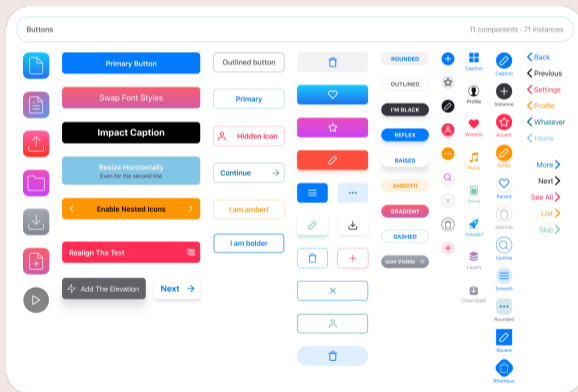 Buttons
11 components · 71 instances
Primary Button
Swap Font Styles
Impact Caption
Resize Horizontally
Even for the second line
Enable Nested Icons
Realign The Text
Add The Elevation
Next
Outlined button
Primary
Hidden Icon
Continue
I am amber!
I am bolder
ROUNDED
OUTLINED
I'M BLACK
REFLEX
RAISED
SMOOTH
GRADIENT
DASHED
Icon Visible
Caption
Profile
Wishlist
Music
Layers
Download
Caption
Instance
Accent
Raised
Inactive
Outline
Smooth
Rounded
Square
Rhombus
Back
Previous
Settings
Profile
Whatever
Home
More
Next
See All
List
Skip